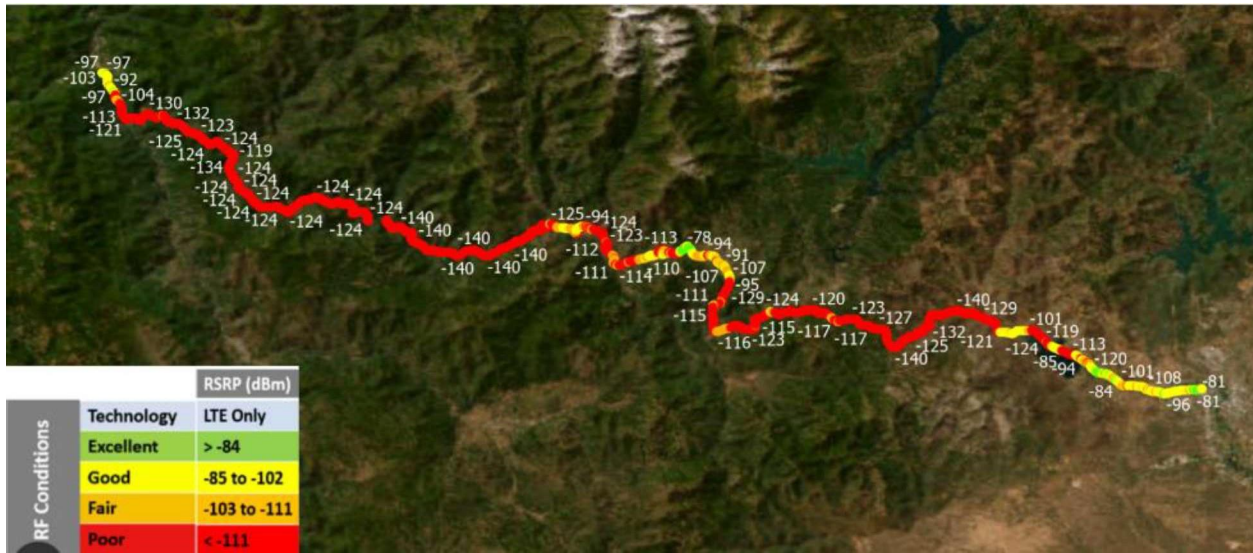 -97 -97
-103 -92
-97 -104 -130
-113 -132
-121 -123
-125 -124
-124 -119
-134 -124
-124 -124
-124 -124
-124 -124 -124
-124 -124 -124
-124 -140
-140 -140
-140 -140 -140
-125 -94 -124
-123
-112 -113 -78
-111 -114 -110 -94
-107 -91
-107
-95
-111 -129 -124 -120
-115 -115 -117 -123
-116 -123 -117 -127
-140 -129
-132
-140 -125 -121 -101
-124 -119
-85 -113
-94 -120
-84 -101
-108 -81
-96 -81
RF Conditions
RSRP (dBm)
Technology LTE Only
Excellent > -84
Good -85 to -102
Fair -103 to -111
Poor < -111